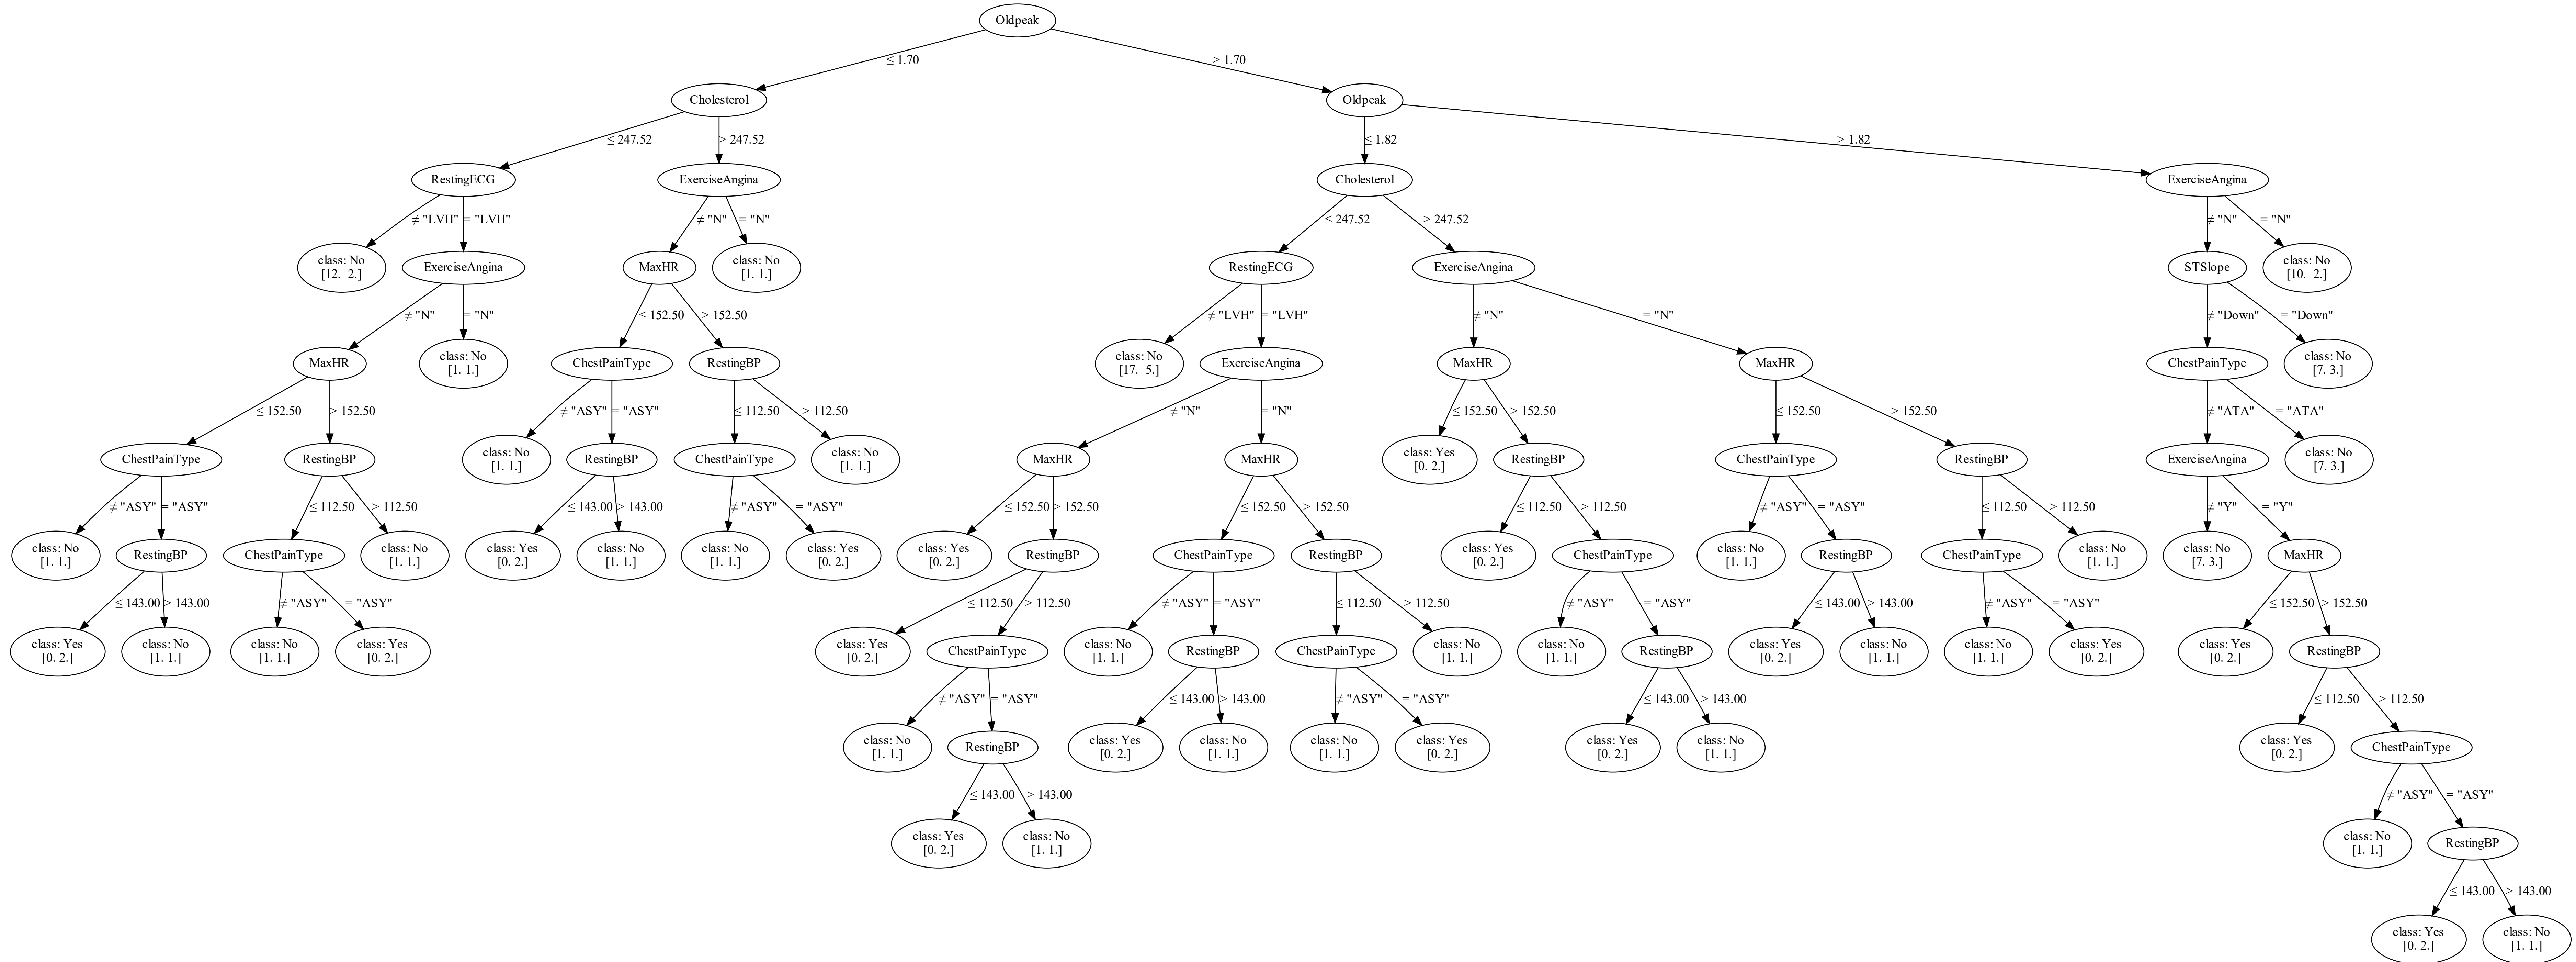 Oldpeak
≤ 1.70
> 1.70
Cholesterol
Oldpeak
≤ 247.52
> 247.52
≤ 1.82
> 1.82
RestingECG
ExerciseAngina
Cholesterol
ExerciseAngina
≠ "LVH"
= "LVH"
≠ "N"
= "N"
≤ 247.52
> 247.52
≠ "N"
= "N"
class: No
[12. 2.]
ExerciseAngina
MaxHR
class: No
[1. 1.]
RestingECG
ExerciseAngina
STSlope
class: No
[10. 2.]
≠ "N"
= "N"
≤ 152.50
> 152.50
≠ "LVH"
= "LVH"
≠ "N"
= "N"
≠ "Down"
= "Down"
MaxHR
class: No
[1. 1.]
ChestPainType
RestingBP
class: No
[17. 5.]
ExerciseAngina
MaxHR
MaxHR
ChestPainType
class: No
[7. 3.]
≤ 152.50
> 152.50
≠ "ASY"
= "ASY"
≤ 112.50
> 112.50
≠ "N"
= "N"
≤ 152.50
> 152.50
≤ 152.50
> 152.50
≠ "ATA"
= "ATA"
ChestPainType
RestingBP
class: No
[1. 1.]
RestingBP
ChestPainType
class: No
[1. 1.]
MaxHR
MaxHR
class: Yes
[0. 2.]
RestingBP
ChestPainType
RestingBP
ExerciseAngina
class: No
[7. 3.]
≠ "ASY"
= "ASY"
≤ 112.50
> 112.50
≤ 143.00
> 143.00
≠ "ASY"
= "ASY"
≤ 152.50
> 152.50
≤ 152.50
> 152.50
≤ 112.50
> 112.50
≠ "ASY"
= "ASY"
≤ 112.50
> 112.50
≠ "Y"
= "Y"
class: No
[1. 1.]
RestingBP
ChestPainType
class: No
[1. 1.]
class: Yes
[0. 2.]
class: No
[1. 1.]
class: No
[1. 1.]
class: Yes
[0. 2.]
class: Yes
[0. 2.]
RestingBP
ChestPainType
RestingBP
class: Yes
[0. 2.]
ChestPainType
class: No
[1. 1.]
RestingBP
ChestPainType
class: No
[1. 1.]
class: No
[7. 3.]
MaxHR
≤ 143.00
> 143.00
≠ "ASY"
= "ASY"
≤ 112.50
> 112.50
≠ "ASY"
= "ASY"
≤ 112.50
> 112.50
≠ "ASY"
= "ASY"
≤ 143.00
> 143.00
≠ "ASY"
= "ASY"
≤ 152.50
> 152.50
class: Yes
[0. 2.]
class: No
[1. 1.]
class: No
[1. 1.]
class: Yes
[0. 2.]
class: Yes
[0. 2.]
ChestPainType
class: No
[1. 1.]
RestingBP
ChestPainType
class: No
[1. 1.]
class: No
[1. 1.]
RestingBP
class: Yes
[0. 2.]
class: No
[1. 1.]
class: No
[1. 1.]
class: Yes
[0. 2.]
class: Yes
[0. 2.]
RestingBP
≠ "ASY"
= "ASY"
≤ 143.00
> 143.00
≠ "ASY"
= "ASY"
≤ 143.00
> 143.00
≤ 112.50
> 112.50
class: No
[1. 1.]
RestingBP
class: Yes
[0. 2.]
class: No
[1. 1.]
class: No
[1. 1.]
class: Yes
[0. 2.]
class: Yes
[0. 2.]
class: No
[1. 1.]
class: Yes
[0. 2.]
ChestPainType
≤ 143.00
> 143.00
≠ "ASY"
= "ASY"
class: Yes
[0. 2.]
class: No
[1. 1.]
class: No
[1. 1.]
RestingBP
≤ 143.00
> 143.00
class: Yes
[0. 2.]
class: No
[1. 1.]